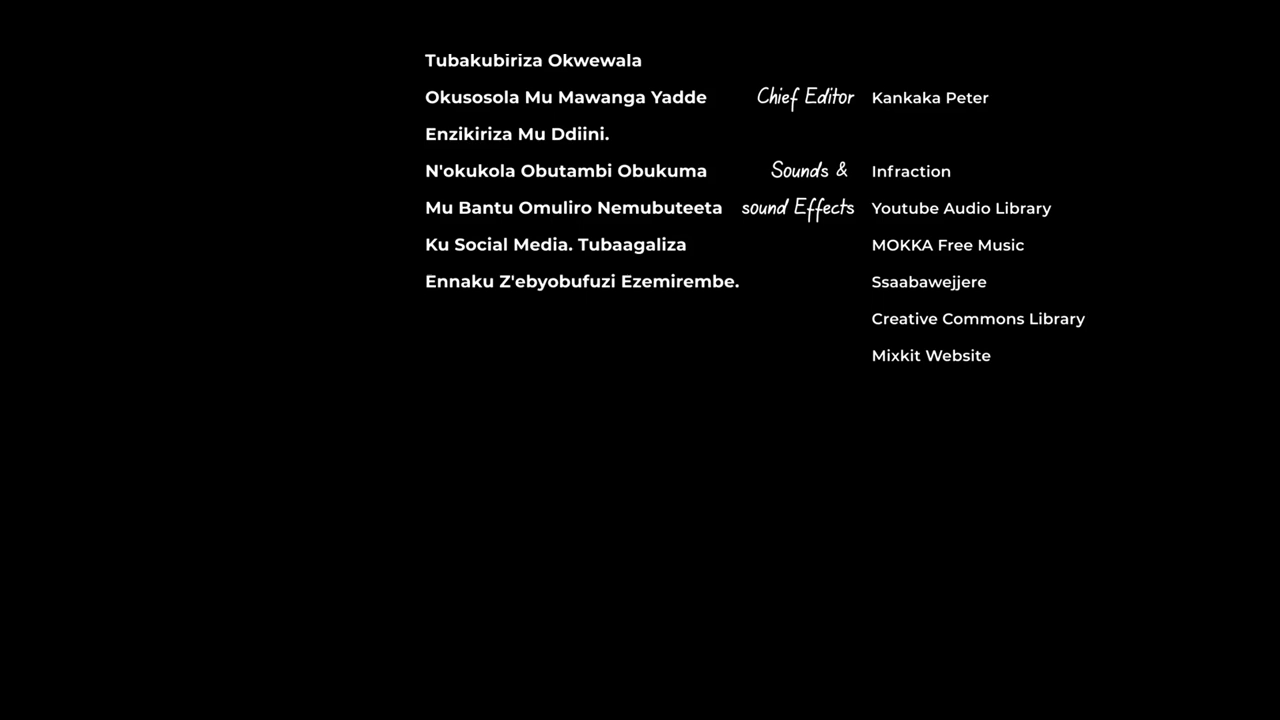 Tubakubiriza Okwewala
Okusosola Mu Mawanga Yadde
Enzikiriza Mu Ddiini.
N'okukola Obutambi Obukuma
Mu Bantu Omuliro Nemubuteeta
Ku Social Media. Tubaagaliza
Ennaku Z'ebyobufuzi Ezemirembe.
Chief Editor Kankaka Peter
Sounds & Infraction
sound Effects Youtube Audio Library
MOKKA Free Music
Ssaabawejjere
Creative Commons Library
Mixkit Website